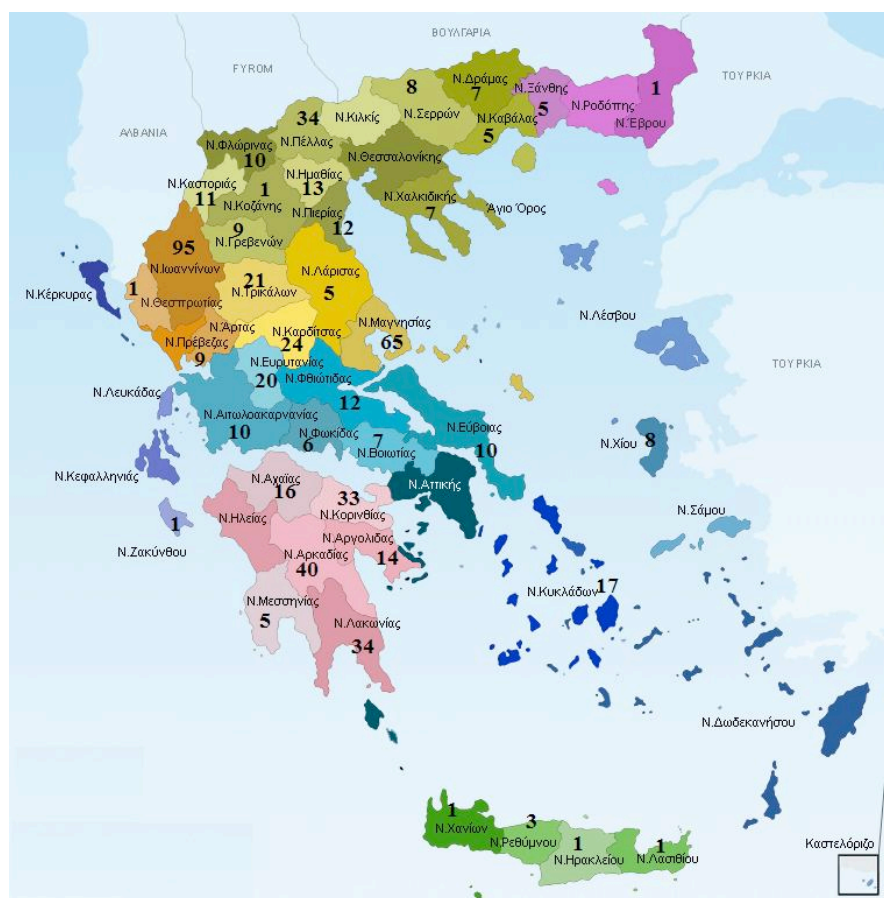 ΒΟΥΛΓΑΡΙΑ
FYROM
ΤΟΥΡΚΙΑ
ΑΛΒΑΝΙΑ
Ν.Δράμας
7
Ν.Ξάνθης
5
Ν.Ροδόπης
1
Ν.Έβρου
8
Ν.Σερρών
Ν.Καβάλας
5
Ν.Κιλκίς
34
Ν.Πέλλας
Ν.Φλώρινας
10
Ν.Θεσσαλονίκης
Ν.Ημαθίας
13
Ν.Καστοριάς
11
1
Ν.Κοζάνης
Ν.Πιερίας
12
Ν.Χαλκιδικής
7
Άγιο Όρος
9
Ν.Γρεβενών
95
Ν.Ιωαννίνων
Ν.Κέρκυρας
1
Ν.Θεσπρωτίας
21
Ν.Τρικάλων
Ν.Λάρισας
5
Ν.Μαγνησίας
65
Ν.Λέσβου
ΤΟΥΡΚΙΑ
Ν.Άρτας
Ν.Πρέβεζας
9
Ν.Καρδίτσας
24
Ν.Ευρυτανίας
20
Ν.Φθιώτιδας
12
Ν.Λευκάδας
Ν.Αιτωλοακαρνανίας
10
Ν.Φωκίδας
6
7
Ν.Βοιωτίας
Ν.Εύβοιας
10
Ν.Χίου
8
Ν.Κεφαλληνιάς
Ν.Αττικής
Ν.Αχαϊας
16
33
Ν.Κορινθίας
Ν.Ηλείας
1
Ν.Ζακύνθου
Ν.Αργολιδας
14
Ν.Αρκαδίας
40
Ν.Σάμου
Ν.Μεσσηνίας
5
Ν.Λακωνίας
34
Ν.Κυκλάδων
17
Ν.Δωδεκανήσου
1
Ν.Χανίων
3
Ν.Ρεθύμνου
1
Ν.Ηρακλείου
1
Ν.Λασιθίου
Καστελόριζο